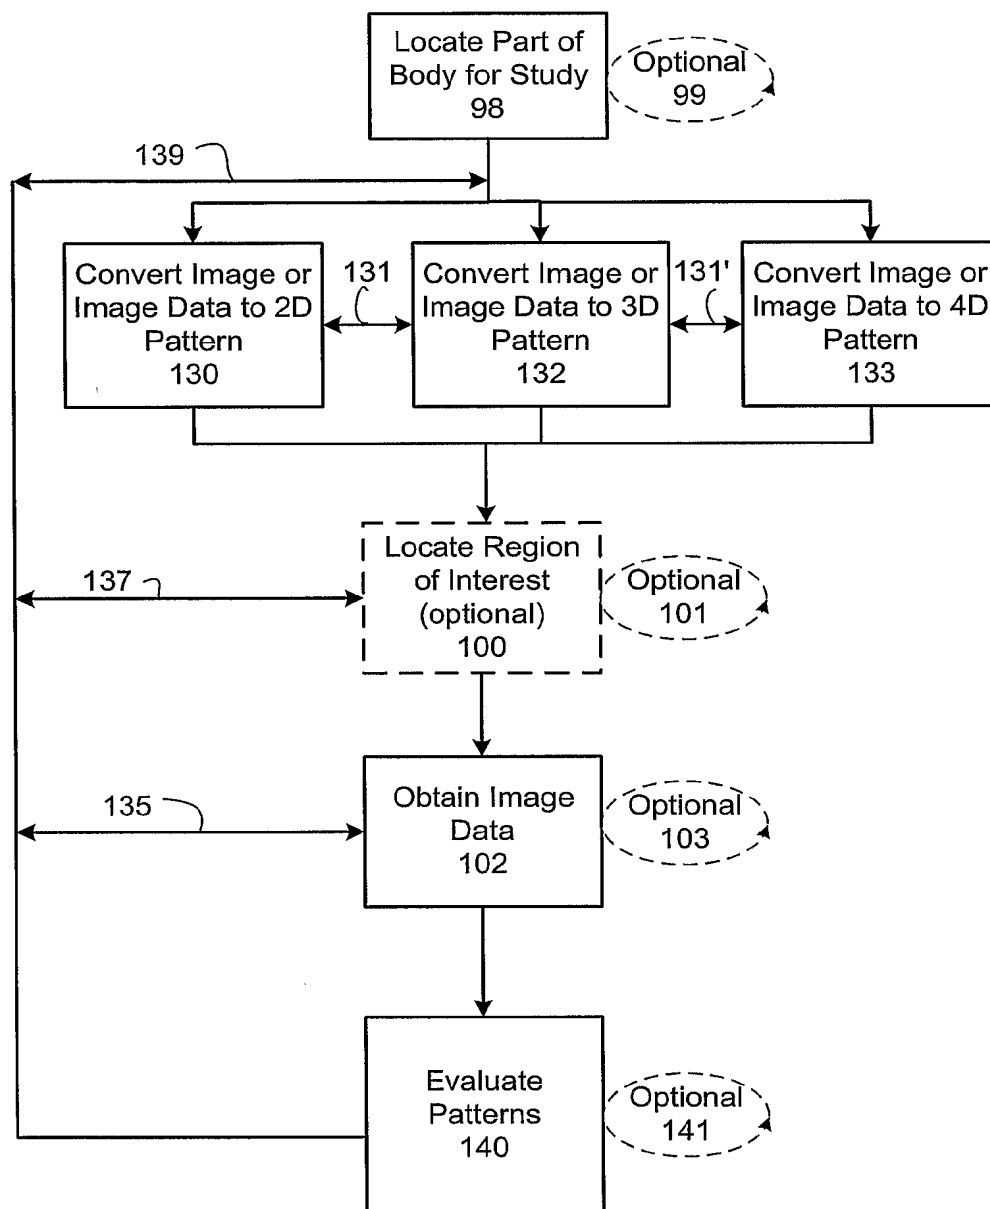 Locate Part of
Body for Study
98
Optional
99
139
Convert Image or
Image Data to 2D
Pattern
130
131
Convert Image or
Image Data to 3D
Pattern
132
131'
Convert Image or
Image Data to 4D
Pattern
133
Locate Region
of Interest
(optional)
100
Optional
101
137
Obtain Image
Data
102
Optional
103
135
Evaluate
Patterns
140
Optional
141